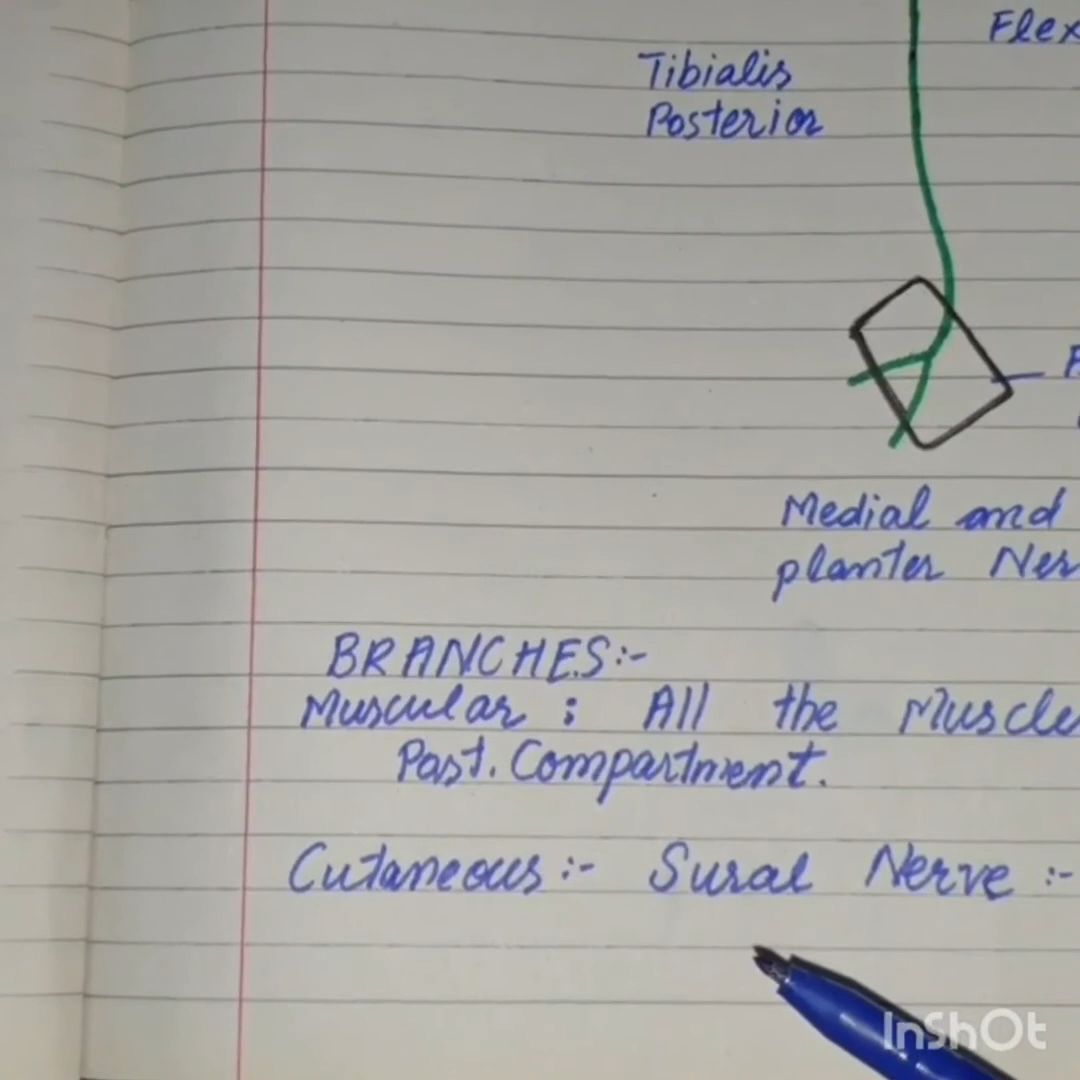 Flex
Tibialis
Posterior
Medial and
planter Ner
BRANCHES:-
Muscular : All the Muscle
Post. Compartment.
Cutaneous :- Sural Nerve :-
InShOt